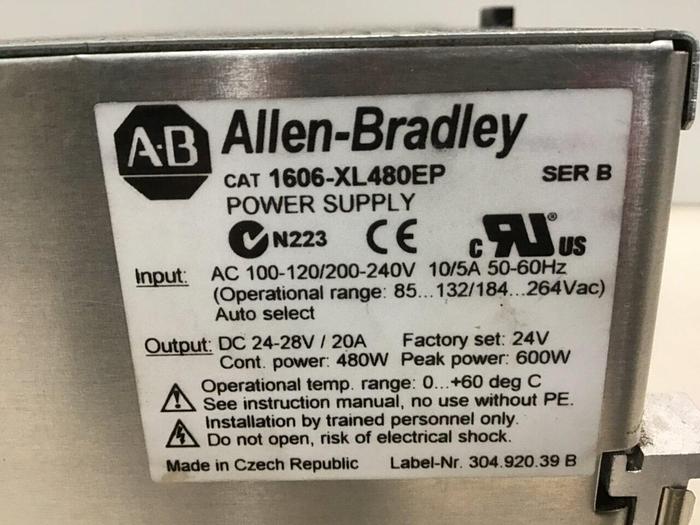 A-B Allen-Bradley
CAT 1606-XL480EP SER B
POWER SUPPLY
N223 CE c RU ® US
Input: AC 100-120/200-240V 10/5A 50-60Hz
(Operational range: 85...132/184...264Vac)
Auto select
Output: DC 24-28V / 20A Factory set: 24V
Cont. power: 480W Peak power: 600W
Operational temp. range: 0...+60 deg C
See instruction manual, no use without PE.
Installation by trained personnel only.
Do not open, risk of electrical shock.
Made in Czech Republic Label-Nr. 304.920.39 B